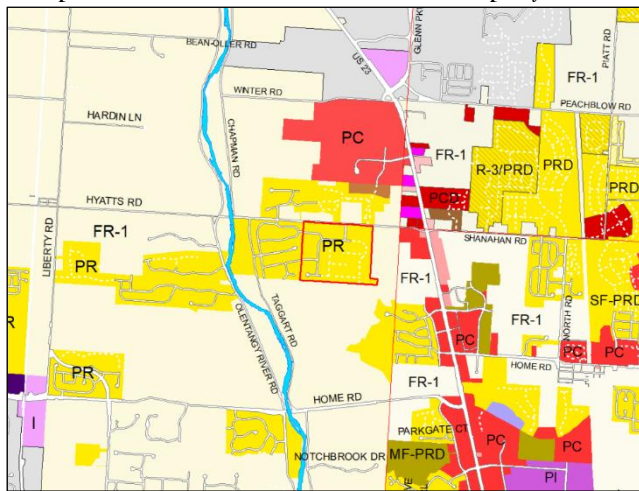 GLENN PKY
PIATT RD
BEAN-OLLER RD
US 23
FR-1
WINTER RD
PEACHBLOW RD
HARDIN LN
CHAPMAN RD
PC
FR-1
R-3/PRD
PRD
PRD
PCD
HYATTS RD
SHANAHAN RD
LIBERTY RD
FR-1
PR
PR
FR-1
NORTH RD
SF-PRD
R
TAGGART RD
OLENTANGY RIVER RD
PC
FR-1
PC
PC
HOME RD
PR
FR-1
HOME RD
I
PARKGATE CT
PC
PC
NOTCHBROOK DR
MF-PRD
PI